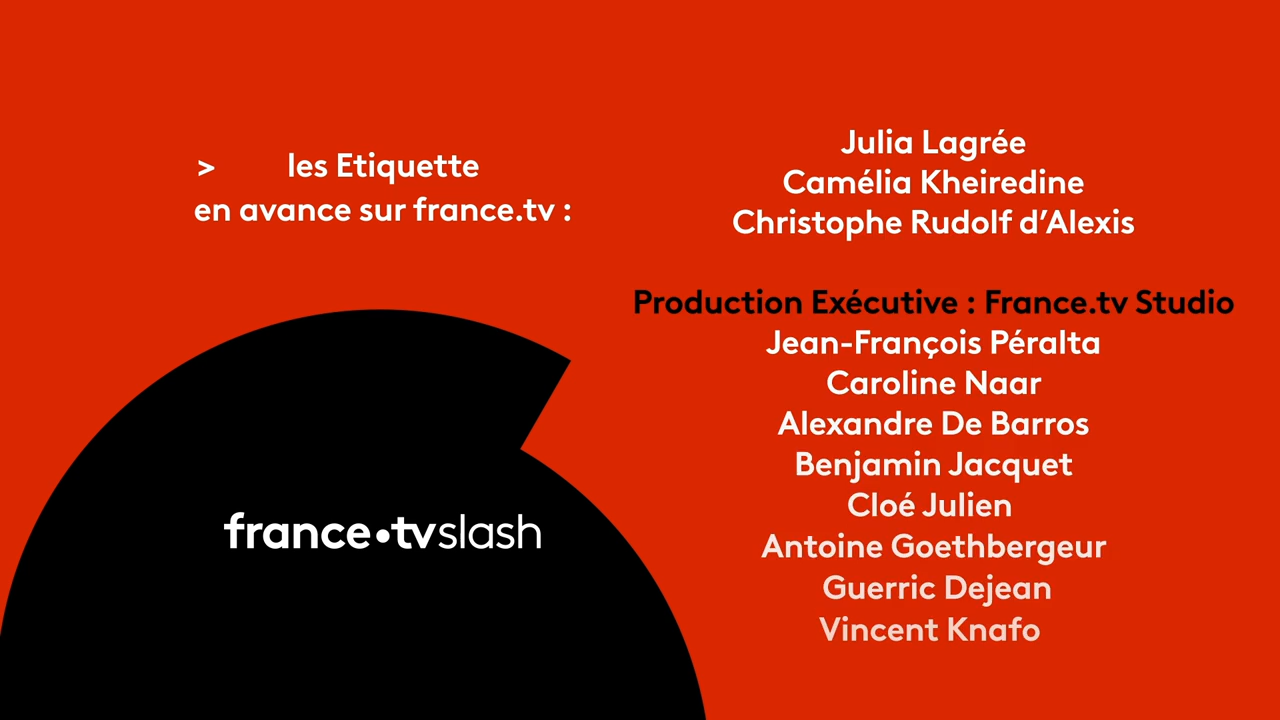 > les Etiquette
en avance sur france.tv :
france•tvslash
Julia Lagrée
Camélia Kheiredine
Christophe Rudolf d’Alexis
Production Exécutive : France.tv Studio
Jean-François Péralta
Caroline Naar
Alexandre De Barros
Benjamin Jacquet
Cloé Julien
Antoine Goethbergeur
Guerric Dejean
Vincent Knafo